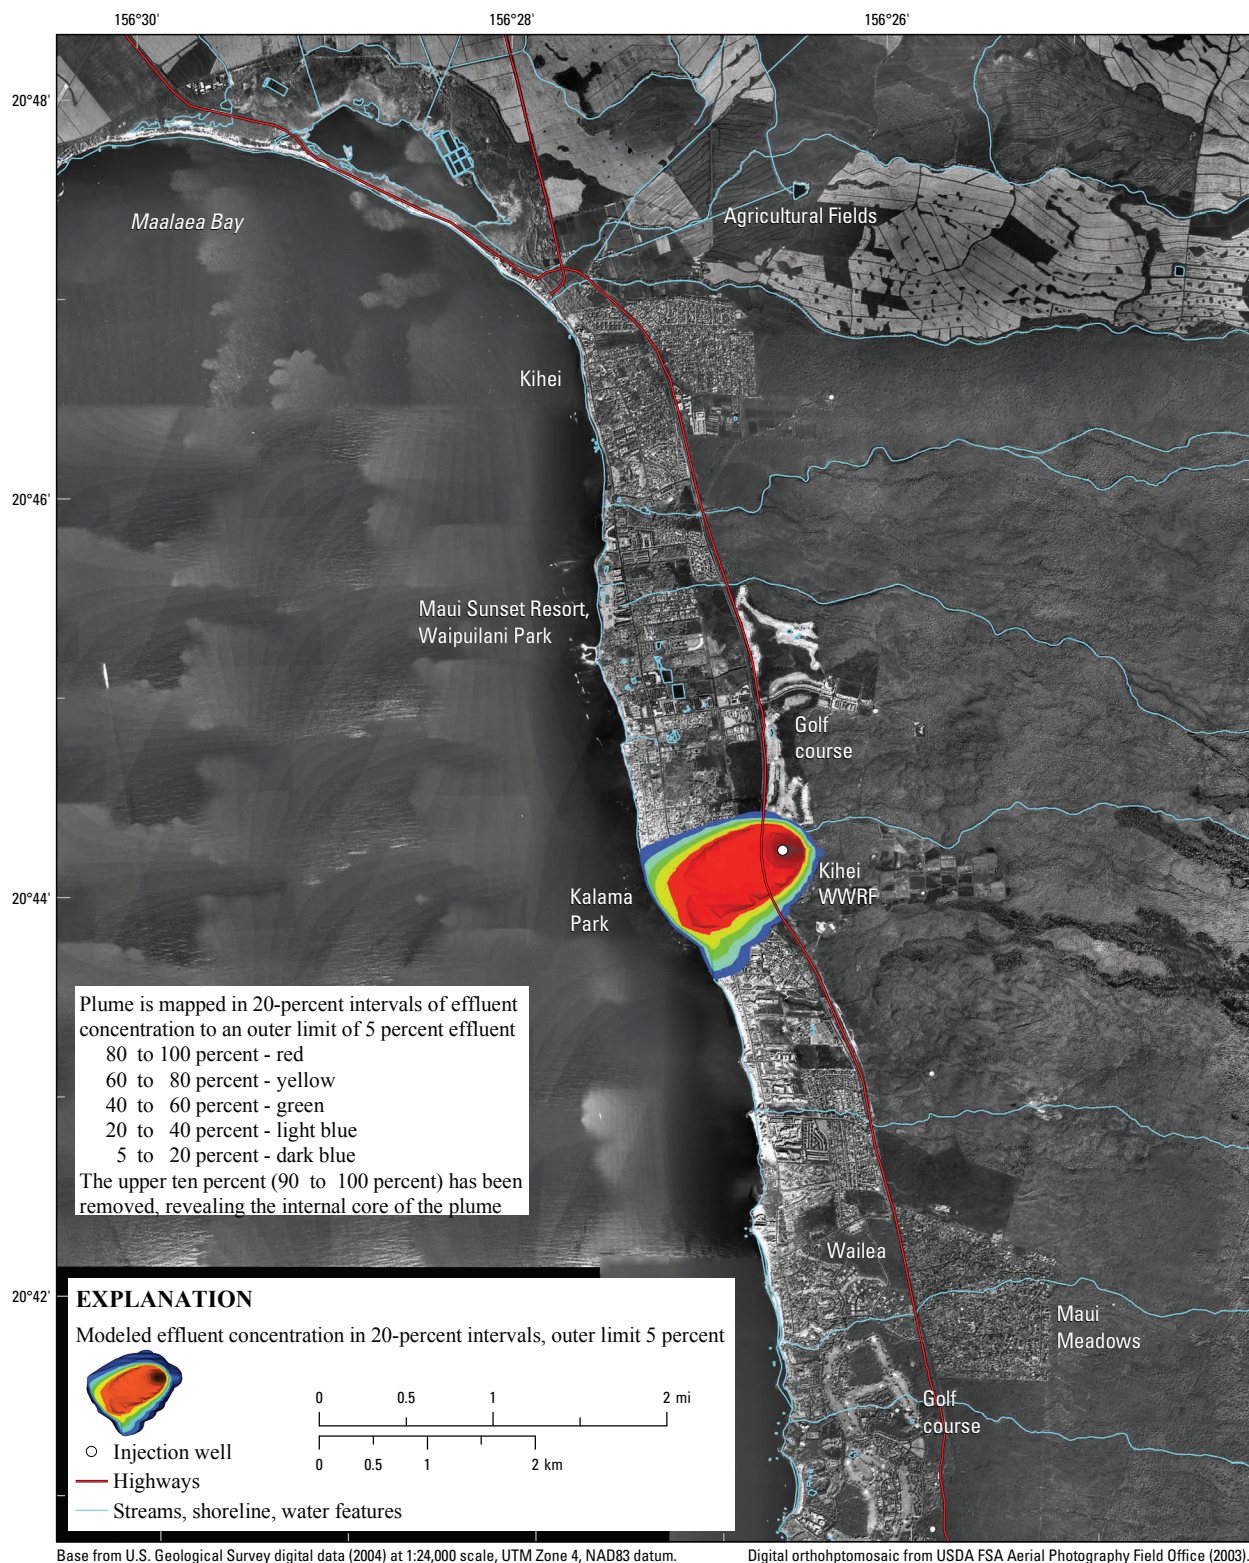 156°30' 156°28' 156°26'
20°48'
Maalaea Bay
Agricultural Fields
Kihei
20°46'
Maui Sunset Resort,
Waipuilani Park
Golf
course
Kihei
WWRF
20°44'
Kalama
Park
Plume is mapped in 20-percent intervals of effluent
concentration to an outer limit of 5 percent effluent
80 to 100 percent - red
60 to 80 percent - yellow
40 to 60 percent - green
20 to 40 percent - light blue
5 to 20 percent - dark blue
The upper ten percent (90 to 100 percent) has been
removed, revealing the internal core of the plume
Wailea
20°42'
Maui
Meadows
Golf
course
EXPLANATION
Modeled effluent concentration in 20-percent intervals, outer limit 5 percent
0 0.5 1 2 mi
0 0.5 1 2 km
Injection well
Highways
Streams, shoreline, water features
Base from U.S. Geological Survey digital data (2004) at 1:24,000 scale, UTM Zone 4, NAD83 datum. Digital orthohptomosaic from USDA FSA Aerial Photography Field Office (2003)